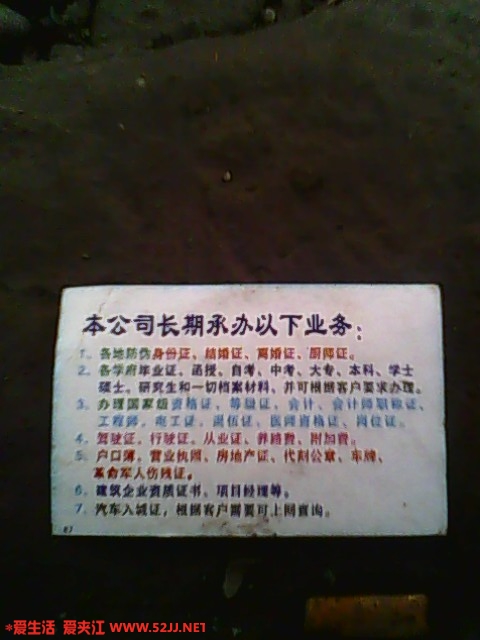 本公司长期承办以下业务：
1、各地防伪身份证、结婚证、离婚证、厨师证。
2、各学府毕业证、函授、自考、中考、大专、本科、学士
硕士、研究生和一切档案材料、并可根据客户要求办理。
3、办理国家级资格证、等级证、会计、会计师职称证、
工程师、电工证、退伍证、医师资格证、岗位证。
4、驾驶证、行驶证、从业证、养路费、附加费。
5、户口薄、营业执照、房地产证、代刻公章、车牌、
革命军人伤残证。
6、建筑企业资质证书、项目经理等。
7、汽车入城证，根据客户需要可上网查询。
*爱生活 爱夹江 WWW.52JJ.NET